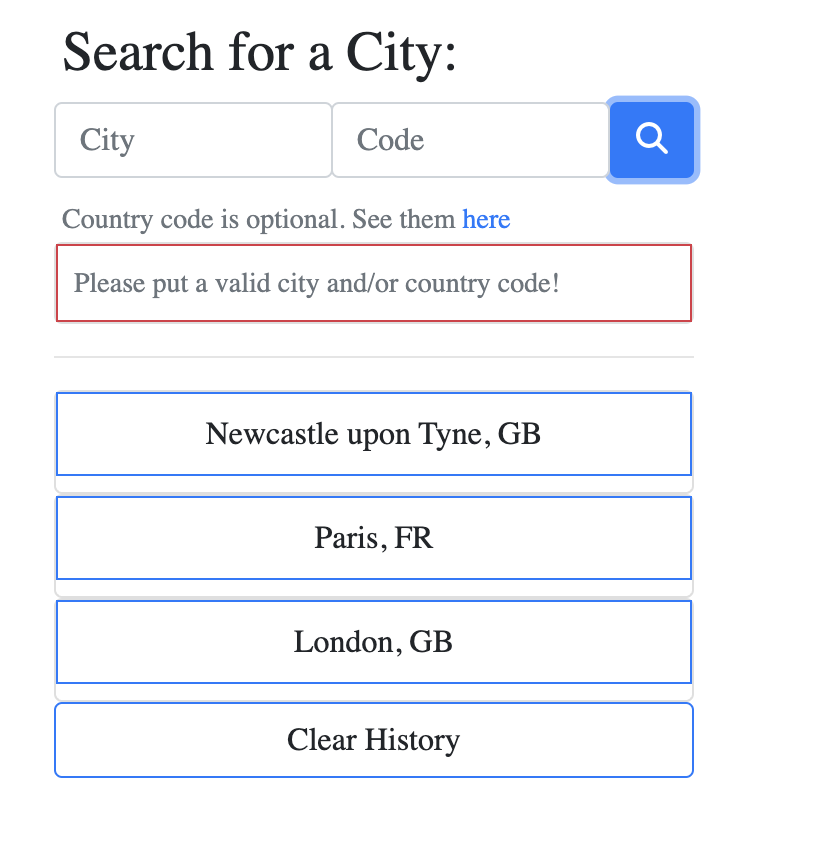 Search for a City:
City Code
Country code is optional. See them here
Please put a valid city and/or country code!
Newcastle upon Tyne, GB
Paris, FR
London, GB
Clear History